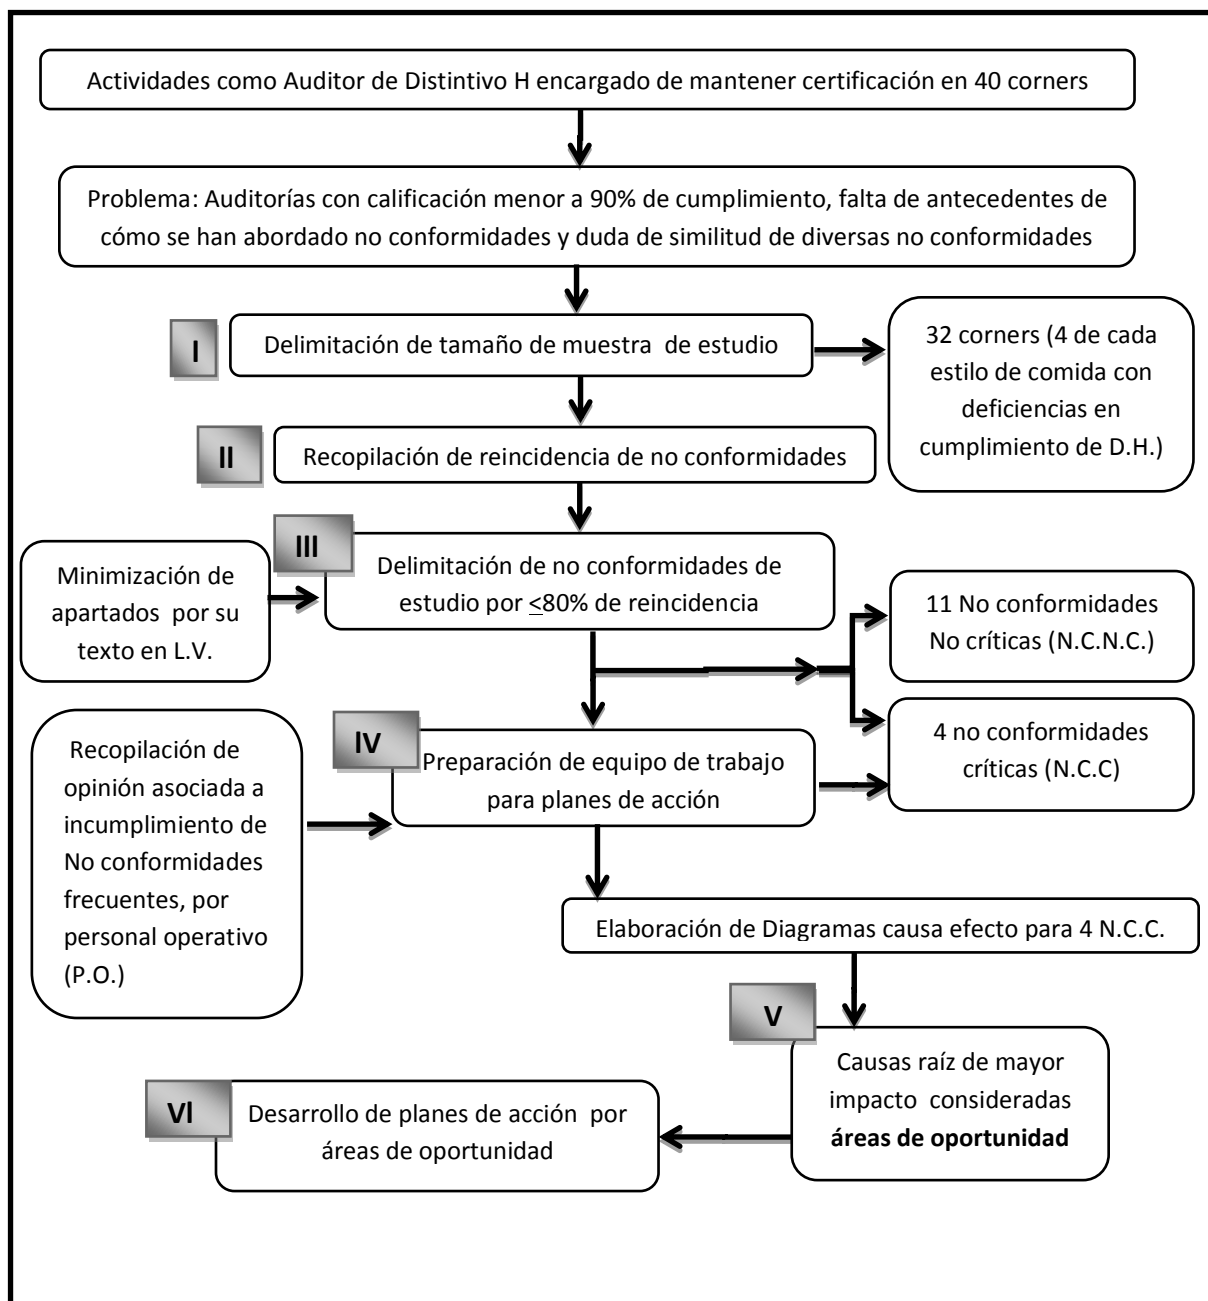 Actividades como Auditor de Distintivo H encargado de mantener certificación en 40 corners
Problema: Auditorías con calificación menor a 90% de cumplimiento, falta de antecedentes de
cómo se han abordado no conformidades y duda de similitud de diversas no conformidades
I
Delimitación de tamaño de muestra de estudio
32 corners (4 de cada
estilo de comida con
deficiencias en
cumplimiento de D.H.)
II
Recopilación de reincidencia de no conformidades
III
Delimitación de no conformidades de
estudio por <80% de reincidencia
Minimización de
apartados por su
texto en L.V.
11 No conformidades
No críticas (N.C.N.C.)
4 no conformidades
críticas (N.C.C)
IV
Preparación de equipo de trabajo
para planes de acción
Recopilación de
opinión asociada a
incumplimiento de
No conformidades
frecuentes, por
personal operativo
(P.O.)
Elaboración de Diagramas causa efecto para 4 N.C.C.
V
Causas raíz de mayor
impacto consideradas
áreas de oportunidad
VI
Desarrollo de planes de acción por
áreas de oportunidad